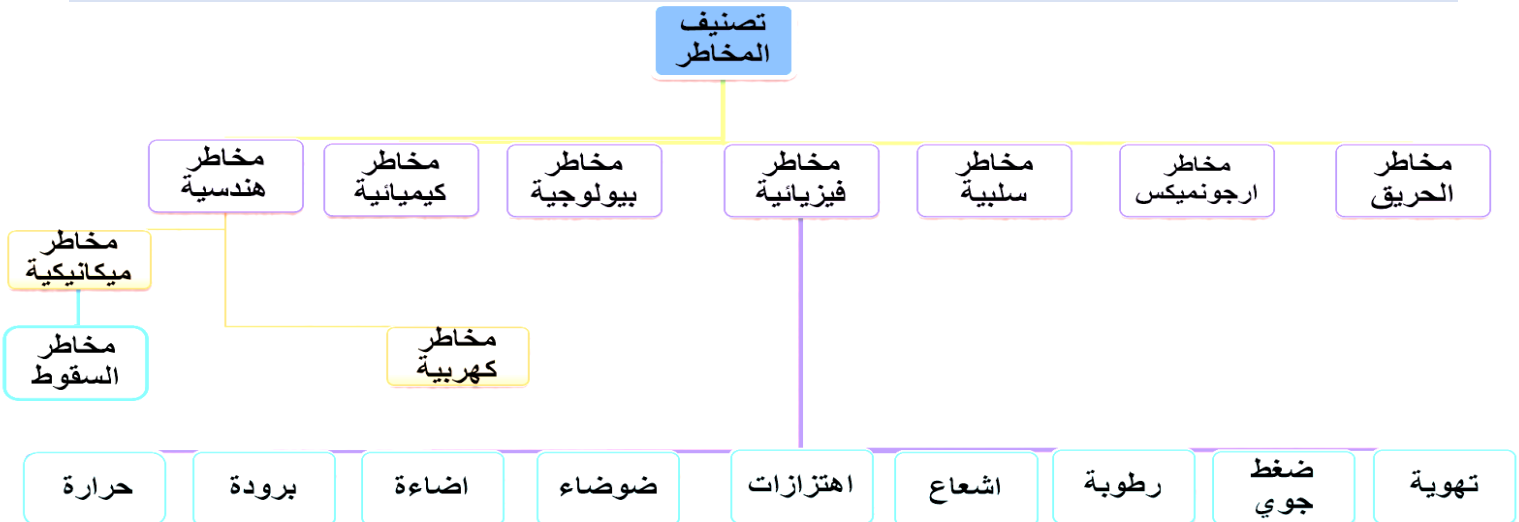 تصنيف
المخاطر
مخاطر
الحريق
مخاطر
ارجونميكس
مخاطر
سلبية
مخاطر
فيزيائية
مخاطر
بيولوجية
مخاطر
كيميائية
مخاطر
هندسية
مخاطر
ميكانيكية
مخاطر
كهربية
مخاطر
السقوط
تهوية
ضغط
جوي
رطوبة
اشعاع
اهتزازات
ضوضاء
اضاءة
برودة
حرارة